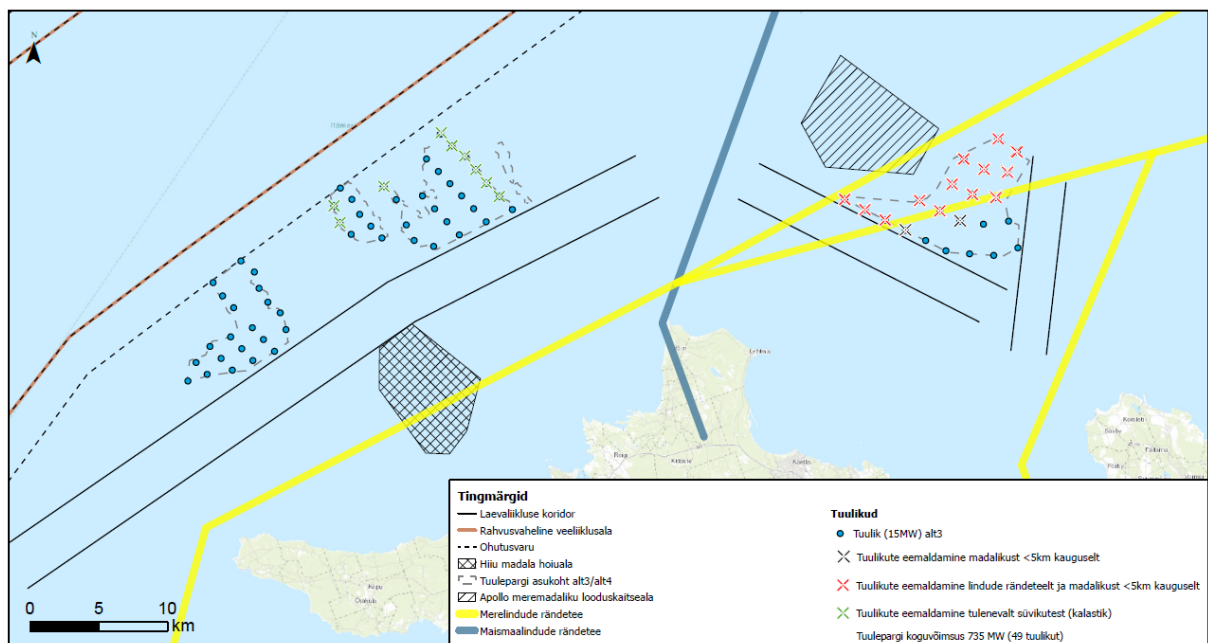 N
Tingmärgid
Laevaliikluse koridor
Rahvusvaheline veeliiklusala
Ohutusvaru
Hiiu madala hoiuala
Tuulepargi asukoht alt3/alt4
Apollo meremadaliku looduskaitseala
Merelindude rändetee
Maismaalindude rändetee
Tuulikud
Tuulik (15MW) alt3
Tuulikute eemaldamine madalikust <5km kauguselt
Tuulikute eemaldamine lindude rändeteelt ja madalikust <5km kauguselt
Tuulikute eemaldamine tulenevalt süvikutest (kalastik)
Tuulepargi koguvõimsus 735 MW (49 tuulikut)
0 5 10
km